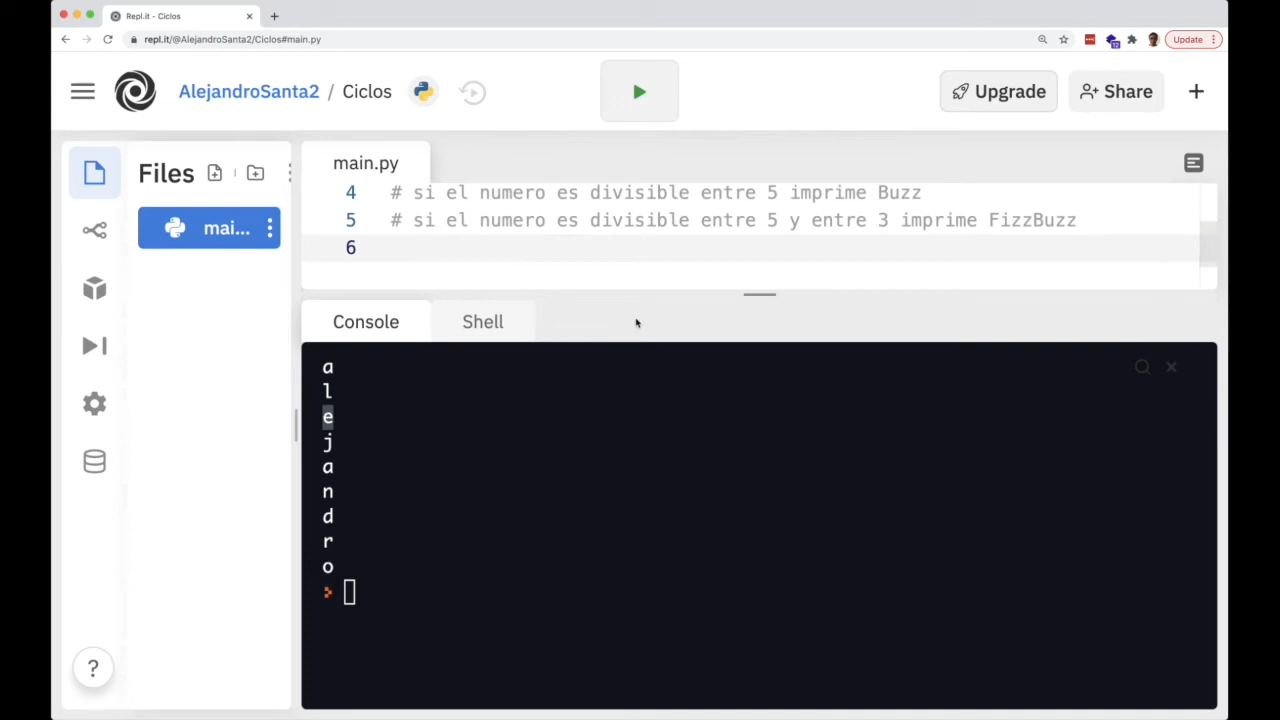 Repl.it - Ciclos
repl.it/@AlejandroSanta2/Ciclos#main.py
12
Update
AlejandroSanta2 / Ciclos
Upgrade
Share
Files
mai...
main.py
4 # si el numero es divisible entre 5 imprime Buzz
5 # si el numero es divisible entre 5 y entre 3 imprime FizzBuzz
6
Console
Shell
a
l
e
j
a
n
d
r
o
?